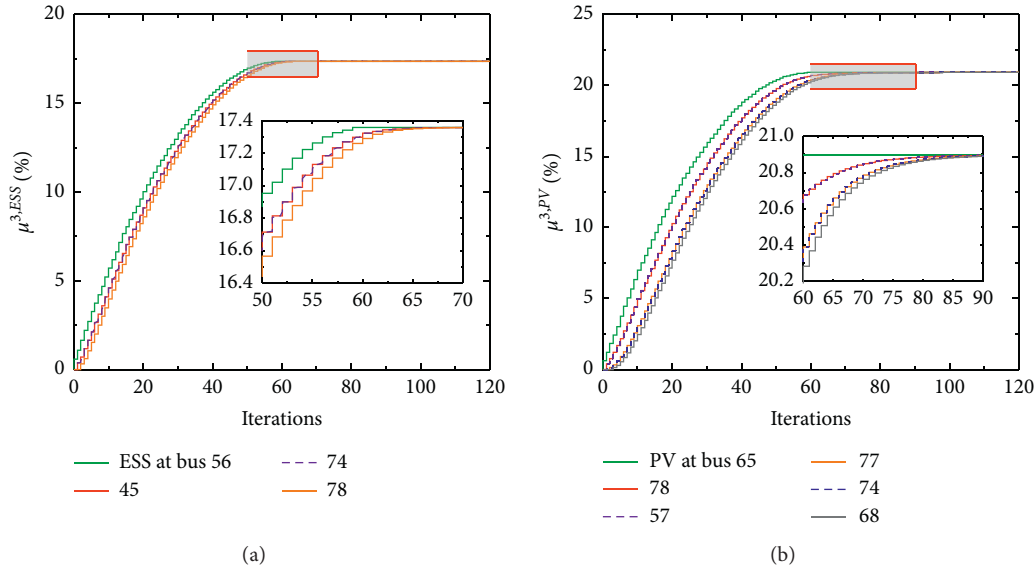 20
15
10
5
0
μ^3,ESS (%)
17.4
17.2
17.0
16.8
16.6
16.4
50 55 60 65 70
0 20 40 60 80 100 120
Iterations
ESS at bus 56
45
74
78
(a)
25
20
15
10
5
0
μ^3,PV (%)
21.0
20.8
20.6
20.4
20.2
60 65 70 75 80 85 90
0 20 40 60 80 100 120
Iterations
PV at bus 65
78
57
77
74
68
(b)